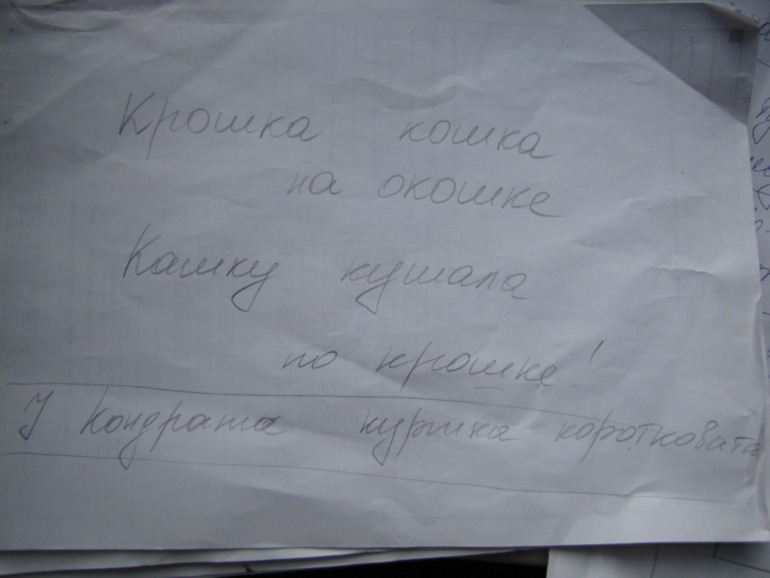 Крошка кошка
на окошке
Кашку кушала
по крошке!
У Кондрата куртка коротковата